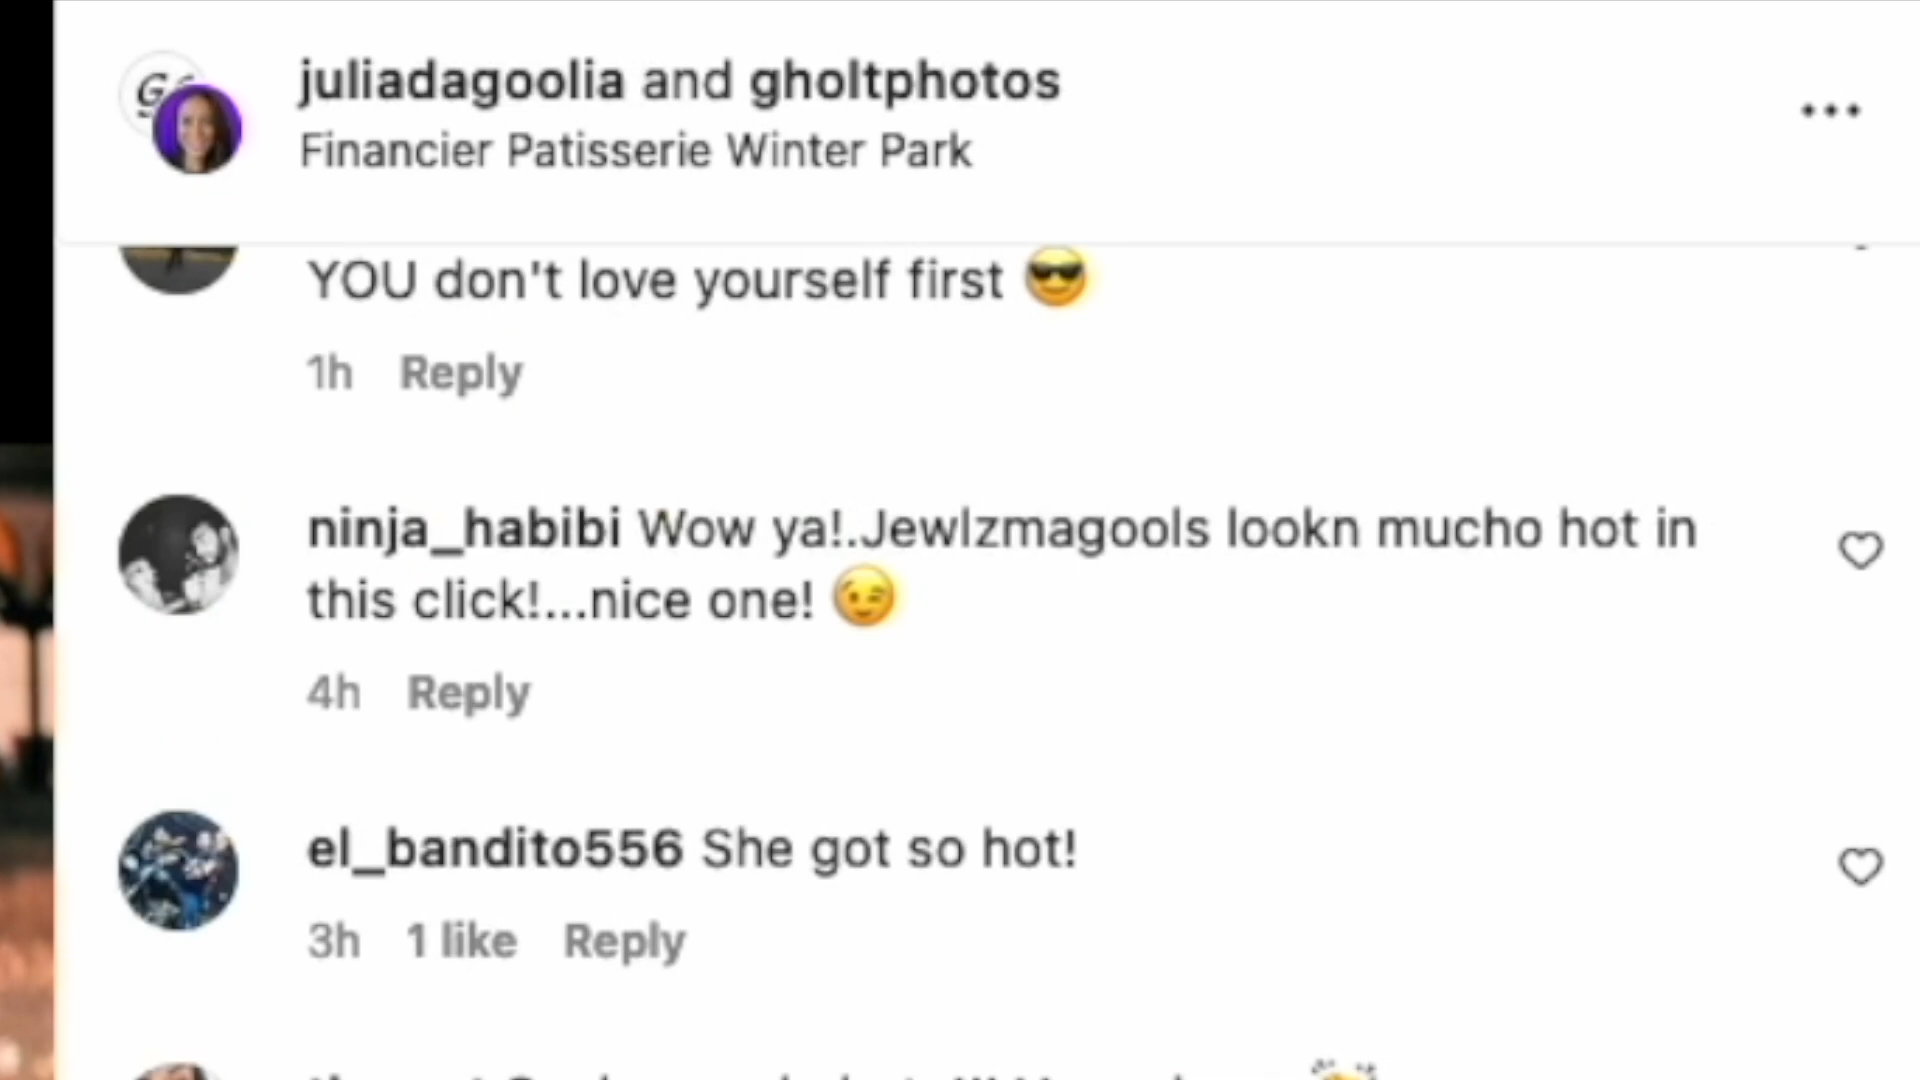 juliadagoolia and gholtphotos
Financier Patisserie Winter Park
YOU don't love yourself first 😎
1h Reply
ninja_habibi Wow ya!.Jewlzmagools lookn mucho hot in
this click!...nice one! 😉
4h Reply
el_bandito556 She got so hot!
3h 1 like Reply